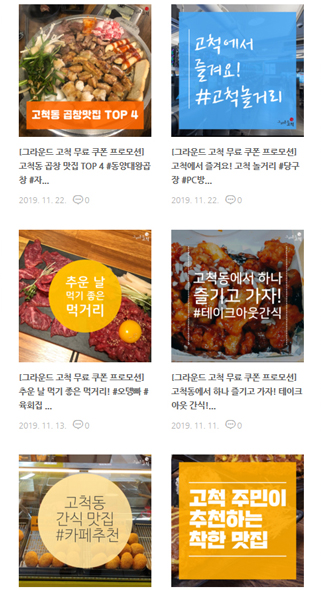 고척동 곱창맛집 TOP 4
고척에서
즐겨요!
#고척놀거리
[그라운드 고척 무료 쿠폰 프로모션]
고척동 곱창 맛집 TOP 4 #동양대왕곱
창 #자...
2019. 11. 22. 0
[그라운드 고척 무료 쿠폰 프로모션]
고척에서 즐겨요! 고척 놀거리 #당구
장 #PC방...
2019. 11. 22. 0
추운 날
먹기 좋은
먹거리
고척동에서 하나
즐기고 가자!
#테이크아웃간식
[그라운드 고척 무료 쿠폰 프로모션]
추운 날 먹기 좋은 먹거리! #오뎅빠 #
육회집 ...
2019. 11. 13. 0
[그라운드 고척 무료 쿠폰 프로모션]
고척동에서 하나 즐기고 가자! 테이크
아웃 간식!...
2019. 11. 11. 0
고척동
간식 맛집
#카페추천
고척 주민이
추천하는
착한 맛집